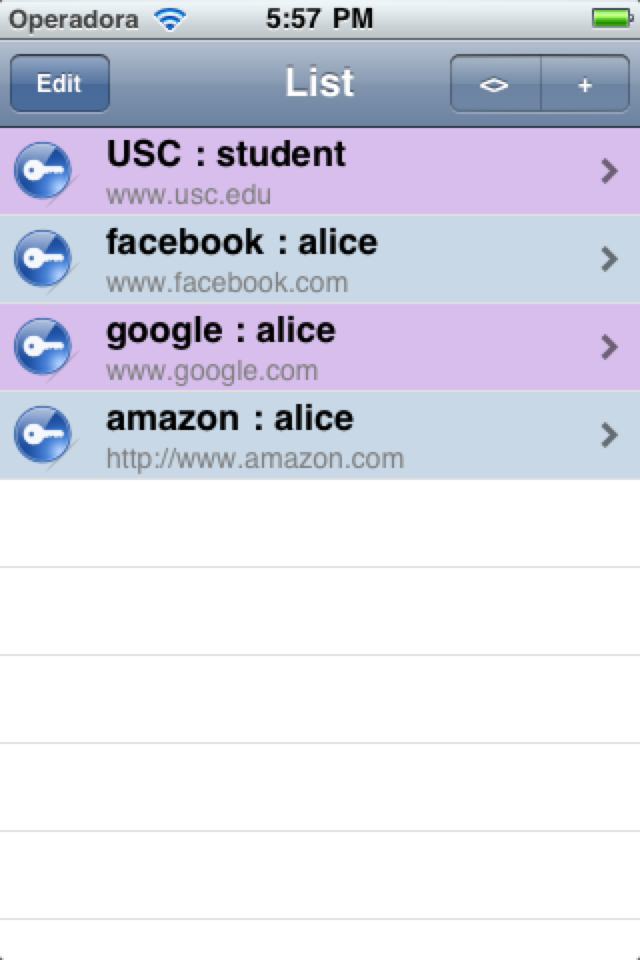 Operadora 5:57 PM
Edit List <> +
USC : student
www.usc.edu
facebook : alice
www.facebook.com
google : alice
www.google.com
amazon : alice
http://www.amazon.com